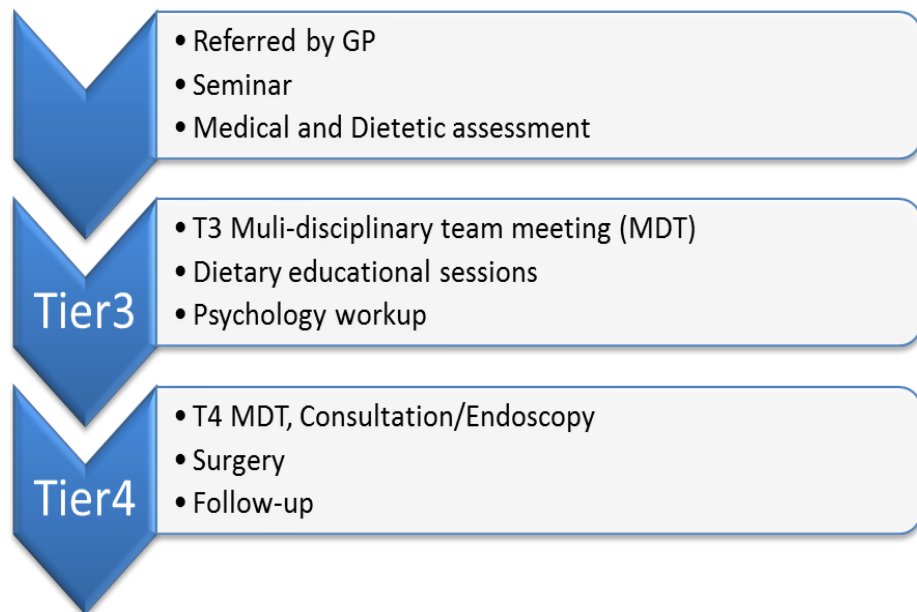 • Referred by GP
• Seminar
• Medical and Dietetic assessment
Tier3
• T3 Muli-disciplinary team meeting (MDT)
• Dietary educational sessions
• Psychology workup
Tier4
• T4 MDT, Consultation/Endoscopy
• Surgery
• Follow-up